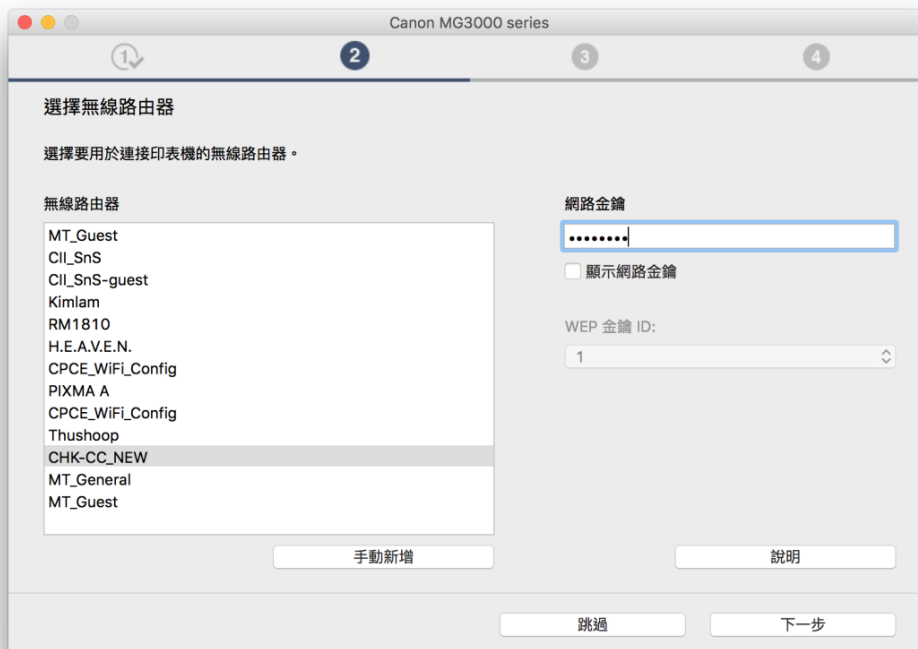 Canon MG3000 series
1
2
3
4
選擇無線路由器
選擇要用於連接印表機的無線路由器。
無線路由器
MT_Guest
CII_SnS
CII_SnS-guest
Kimlam
RM1810
H.E.A.V.E.N.
CPCE_WiFi_Config
PIXMA A
CPCE_WiFi_Config
Thushoop
CHK-CC_NEW
MT_General
MT_Guest
手動新增
網路金鑰
••••••••
顯示網路金鑰
WEP 金鑰 ID:
1
說明
跳過
下一步